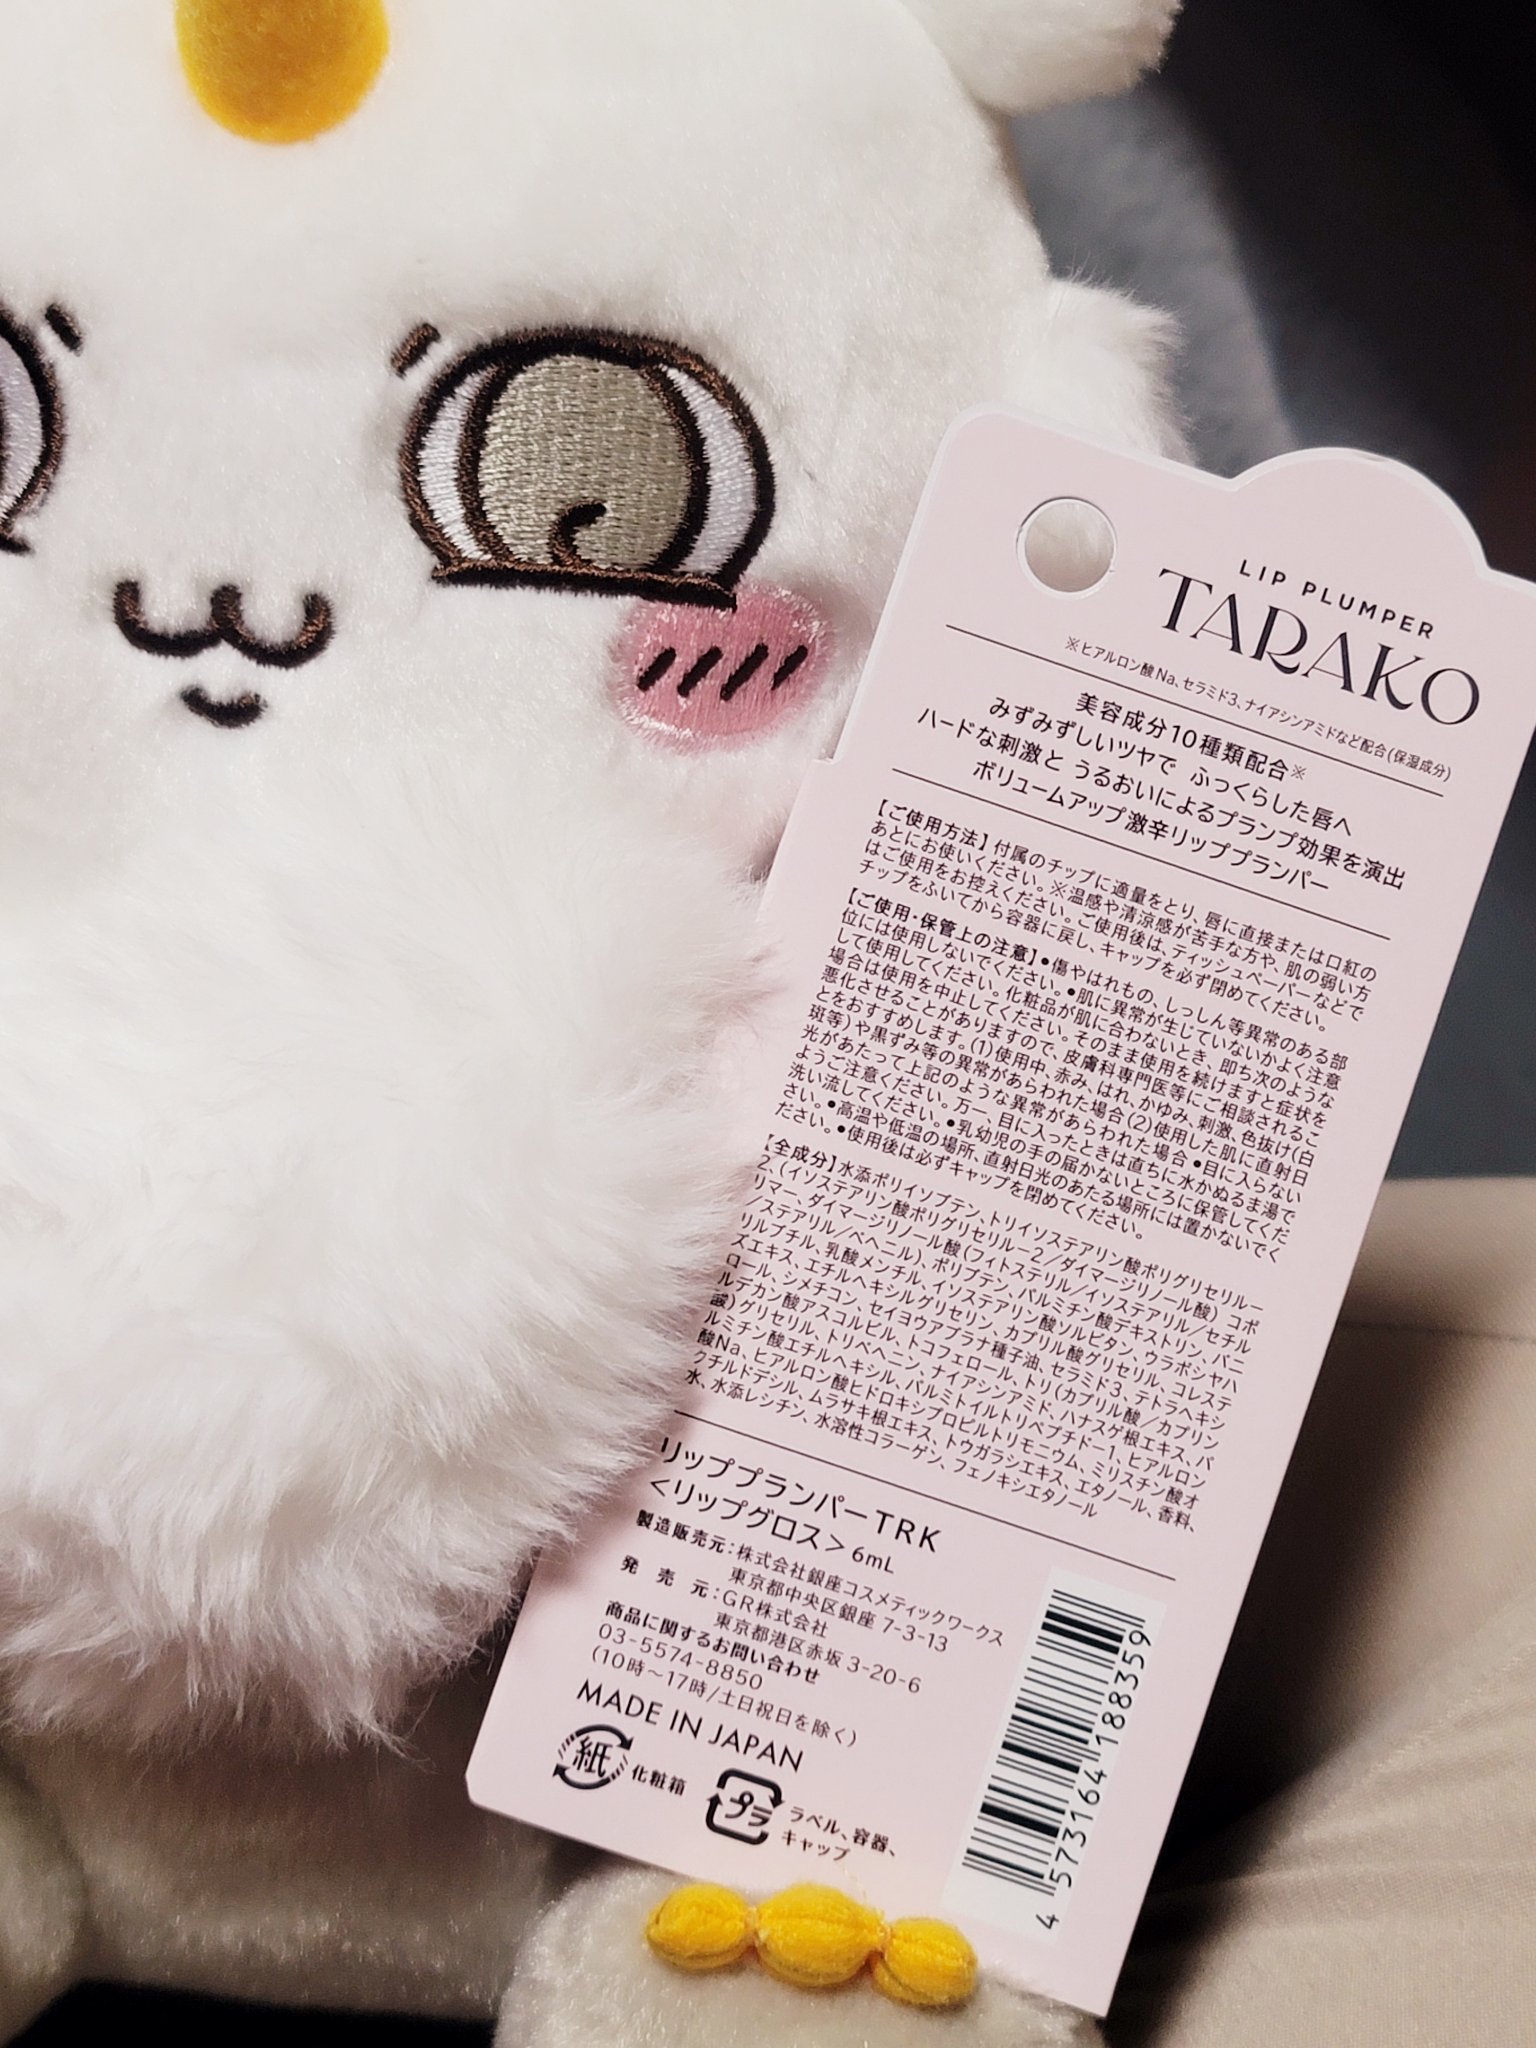 LIP PLUMPER
TARAKO
※ヒアルロン酸Na、セラミド3、ナイアシンアミドなど配合(保湿成分)
美容成分10種類配合※
みずみずしいツヤで ふっくらした唇へ
ハードな刺激と うるおいによるプランプ効果を演出
ボリュームアップ激辛リッププランパー
【ご使用方法】付属のチップに適量をとり、唇に直接または口紅の
あとにお使いください。※温感や清涼感が苦手な方や、肌の弱い方
はご使用をお控えください。ご使用後は、ティッシュペーパーなどで
チップをふいてから容器に戻し、キャップを必ず閉めてください。
【ご使用・保管上の注意】●傷やはれもの、しっしん等異常のある部
位には使用しないでください。●肌に異常が生じていないかよく注意
して使用してください。化粧品が肌に合わないとき、即ち次のような
場合は使用を中止してください。そのまま使用を続けますと症状を
悪化させることがありますので、皮膚科専門医等にご相談されるこ
とをおすすめします。(1)使用中、赤み、はれ、かゆみ、刺激、色抜け(白
斑等)や黒ずみ等の異常があらわれた場合(2)使用した肌に直射日
光があたって上記のような異常があらわれた場合 ●目に入らない
ようご注意ください。万一、目に入ったときは直ちに水かぬるま湯で
洗い流してください。●乳幼児の手の届かないところに保管してくだ
さい。●高温や低温の場所、直射日光のあたる場所には置かないでく
ださい。●使用後は必ずキャップを閉めてください。
【全成分】水添ポリイソブテン、トリイソステアリン酸ポリグリセリル－
2、(イソステアリン酸ポリグリセリル－2／ダイマージリノール酸) コポ
リマー、ダイマージリノール酸(フィトステリル／イソステアリル／セチル
／ステアリル／ベヘニル)、ポリブテン、パルミチン酸デキストリン、バニ
リルブチル、乳酸メンチル、イソステアリン酸ソルビタン、ウラボシヤハ
ズエキス、エチルヘキシルグリセリン、カプリル酸グリセリル、コレステ
ロール、シメチコン、セイヨウアブラナ種子油、セラミド3、テトラヘキシ
ルデカン酸アスコルビル、トコフェロール、トリ(カプリル酸／カプリン
酸)グリセリル、トリベヘニン、ナイアシンアミド、ハナスゲ根エキス、パ
ルミチン酸エチルヘキシル、パルミトイルトリペプチド－1、ヒアルロン
酸Na、ヒアルロン酸ヒドロキシプロピルトリモニウム、ミリスチン酸オ
クチルドデシル、ムラサキ根エキス、トウガラシエキス、エタノール、香料、
水、水添レシチン、水溶性コラーゲン、フェノキシエタノール
リッププランパーTRK
＜リップグロス＞ 6mL
製造販売元：株式会社銀座コスメティックワークス
東京都中央区銀座 7-3-13
発 売 元：GR株式会社
東京都港区赤坂 3-20-6
商品に関するお問い合わせ
03-5574-8850
(10時～17時/土日祝日を除く)
MADE IN JAPAN
紙 化粧箱
プラ ラベル、容器、
キャップ
4573164188359